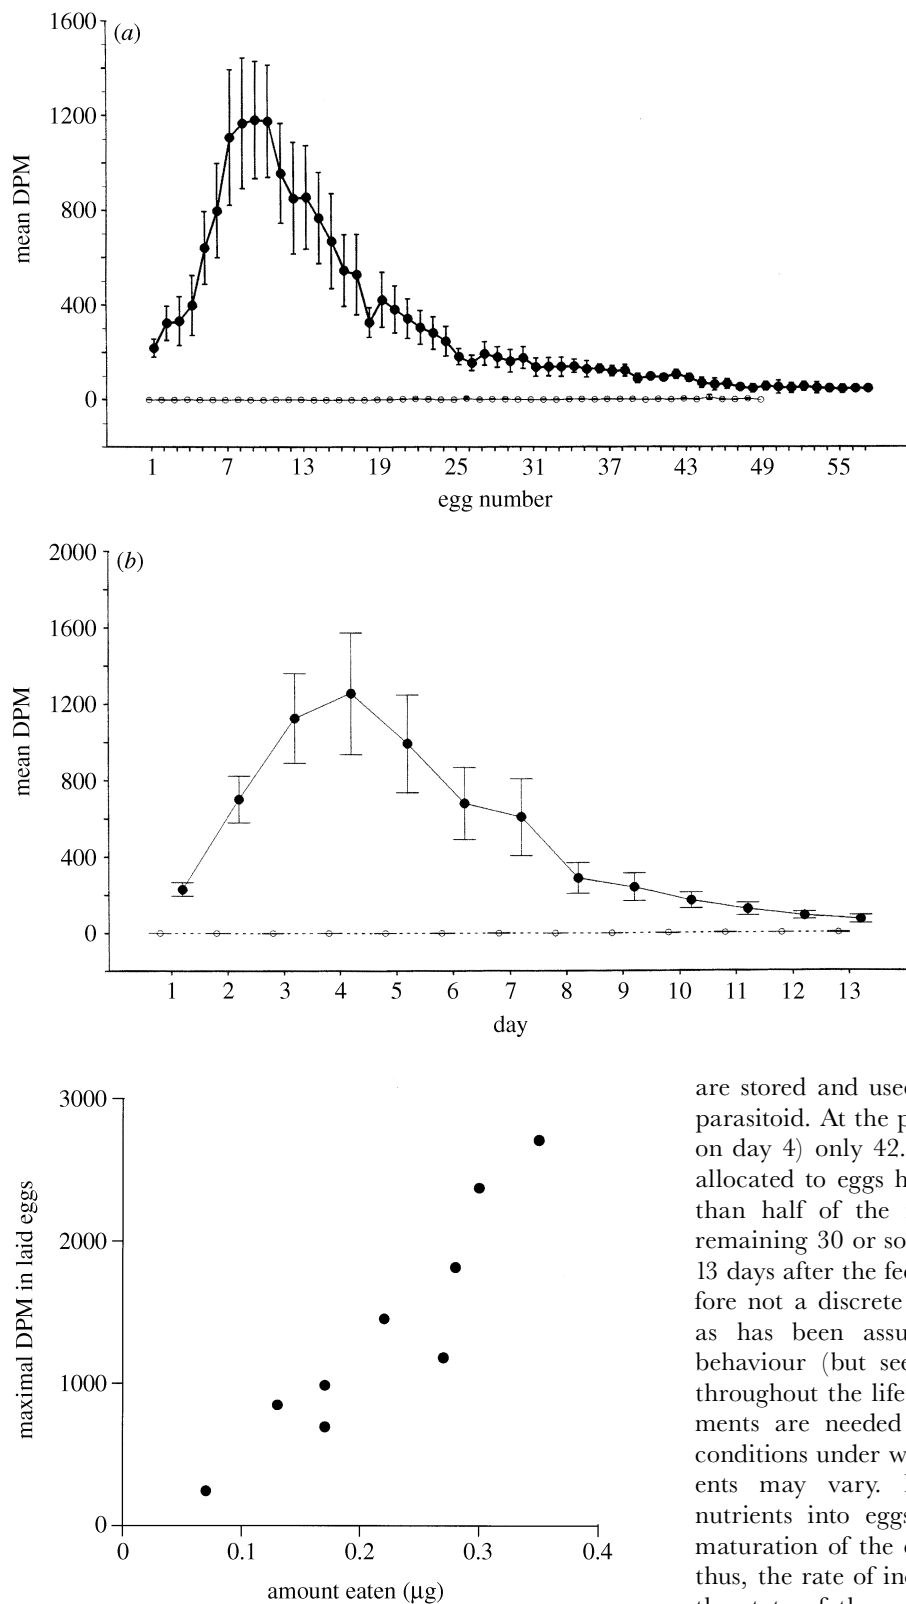 (a)
1600
1200
800
400
0
mean DPM
1 7 13 19 25 31 37 43 49 55
egg number
(b)
2000
1600
1200
800
400
0
mean DPM
1 2 3 4 5 6 7 8 9 10 11 12 13
day
3000
2000
1000
0
maximal DPM in laid eggs
0 0.1 0.2 0.3 0.4
amount eaten (μg)
are stored and use
parasitoid. At the p
on day 4) only 42.
allocated to eggs h
than half of the
remaining 30 or so
13 days after the fee
fore not a discrete
as has been assu
behaviour (but see
throughout the life
ments are needed
conditions under w
ents may vary.
nutrients into eggs
maturation of the
thus, the rate of in